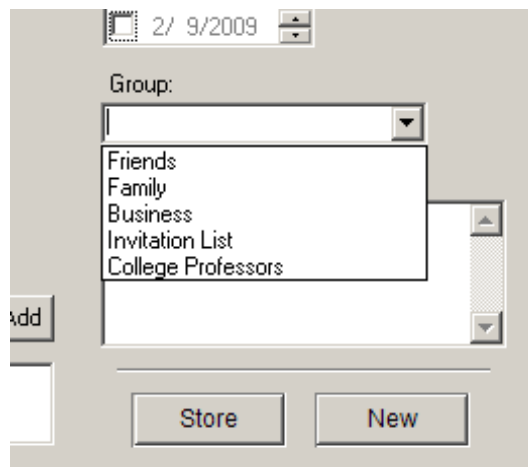 2/ 9/2009
Group:
Friends
Family
Business
Invitation List
College Professors
Add
Store
New